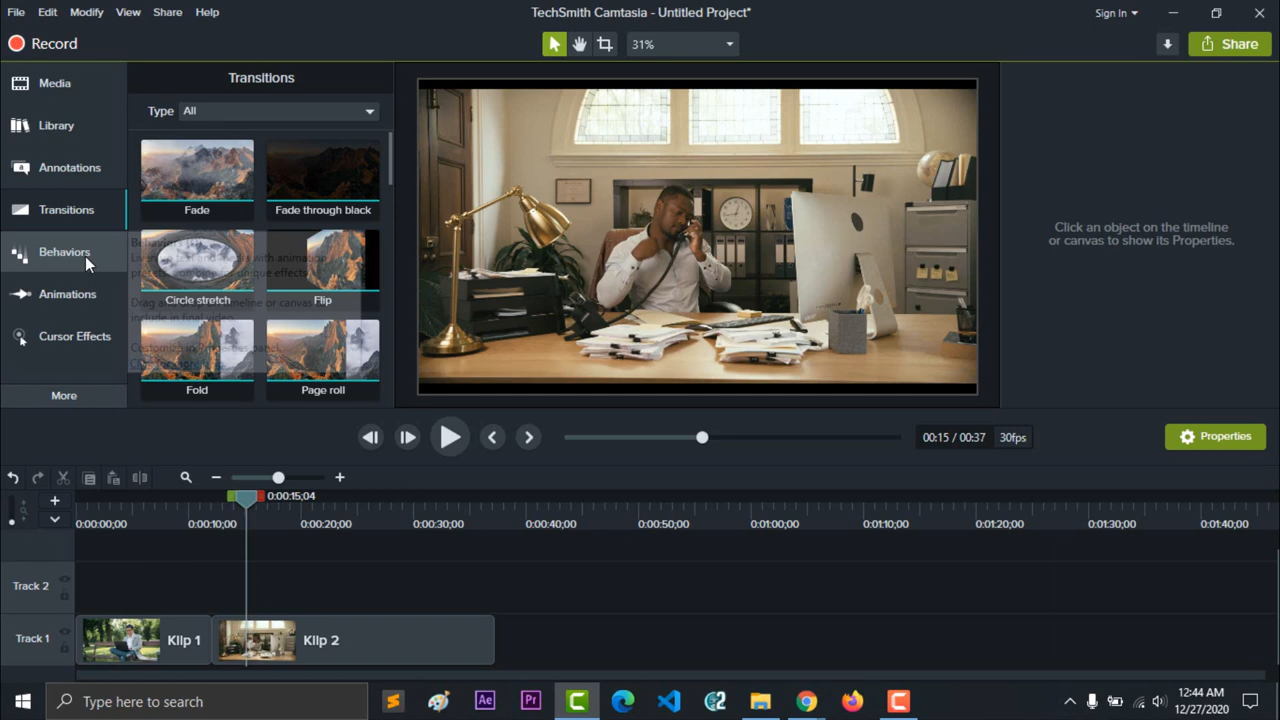 File Edit Modify View Share Help
TechSmith Camtasia - Untitled Project*
Sign In
Record
31%
Share
Media
Library
Annotations
Transitions
Behaviors
Animations
Cursor Effects
More
Transitions
Type All
Fade
Fade through black
Circle stretch
Flip
Fold
Page roll
Click an object on the timeline
or canvas to show its Properties.
00:15 / 00:37 30fps
Properties
0:00:15;04
0:00:00;00 0:00:10;00 0:00:20;00 0:00:30;00 0:00:40;00 0:00:50;00 0:01:00;00 0:01:10;00 0:01:20;00 0:01:30;00 0:01:40;00
Track 2
Track 1
Klip 1
Klip 2
Type here to search
Ae
Pr
12:44 AM
12/27/2020